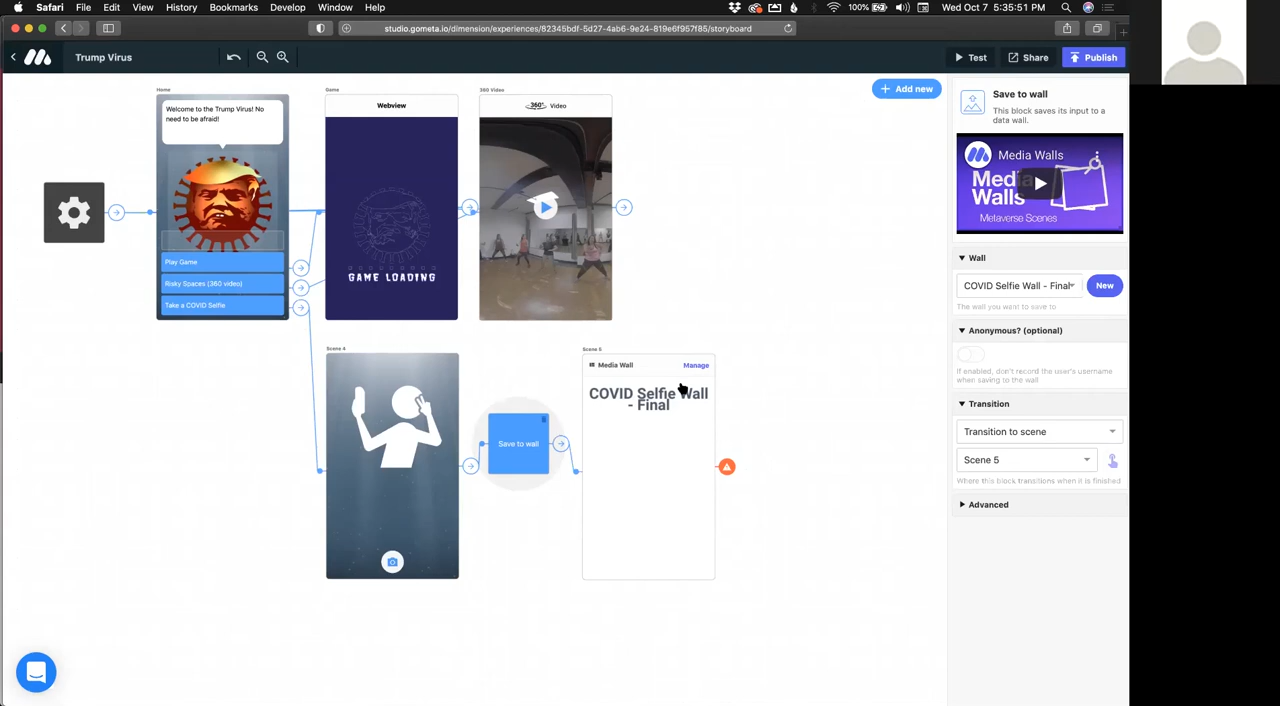 Safari File Edit View History Bookmarks Develop Window Help
100% Wed Oct 7 5:35:51 PM
studio.gometa.io/dimension/experiences/82345bdf-5d27-4ab6-9e24-819e6f957f85/storyboard
Trump Virus
Test Share Publish
Home
Game
360 Video
Welcome to the Trump Virus! No
need to be afraid!
Play Game
Risky Spaces (360 video)
Take a COVID Selfie
Webview
GAME LOADING
360° Video
Add new
Scene 4
Save to wall
Scene 5
Media Wall Manage
COVID Selfie Wall
- Final
Save to wall
This block saves its input to a
data wall.
Media Walls
Media
Walls
Metaverse Scenes
Wall
COVID Selfie Wall - Final
New
The wall you want to save to
Anonymous? (optional)
If enabled, don't record the user's username
when saving to the wall
Transition
Transition to scene
Scene 5
Where this block transitions when it is finished
Advanced